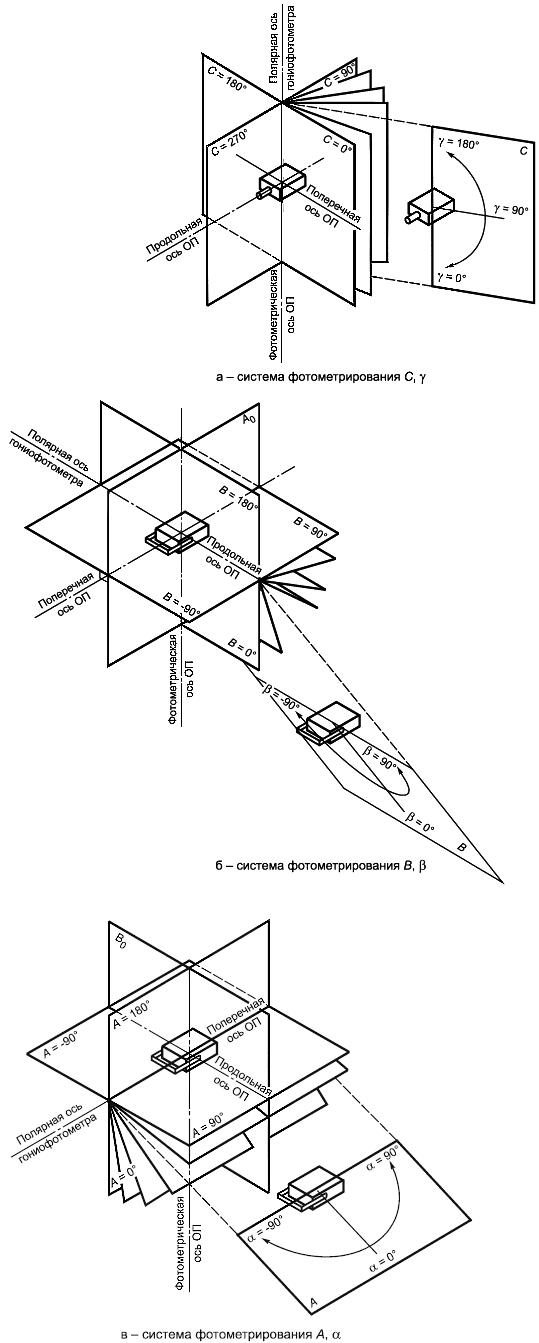 Полярная ось
гониофотометра
C = 180°
C = 90°
C = 270°
C = 0°
Поперечная
ось ОП
Продольная
ось ОП
Фотометрическая
ось ОП
γ = 180°
C
γ = 90°
γ = 0°
а – система фотометрирования C, γ
Полярная ось
гониофотометра
A₀
B = 180°
B = 90°
Продольная
ось ОП
Поперечная
ось ОП
B = -90°
B = 0°
Фотометрическая
ось ОП
β = -90°
β = 90°
β = 0°
B
б – система фотометрирования B, β
B₀
A = 180°
A = -90°
Поперечная
ось ОП
Продольная
ось ОП
Полярная ось
гониофотометра
A = 90°
A = 0°
Фотометрическая
ось ОП
α = 90°
α = -90°
α = 0°
A
в – система фотометрирования A, α